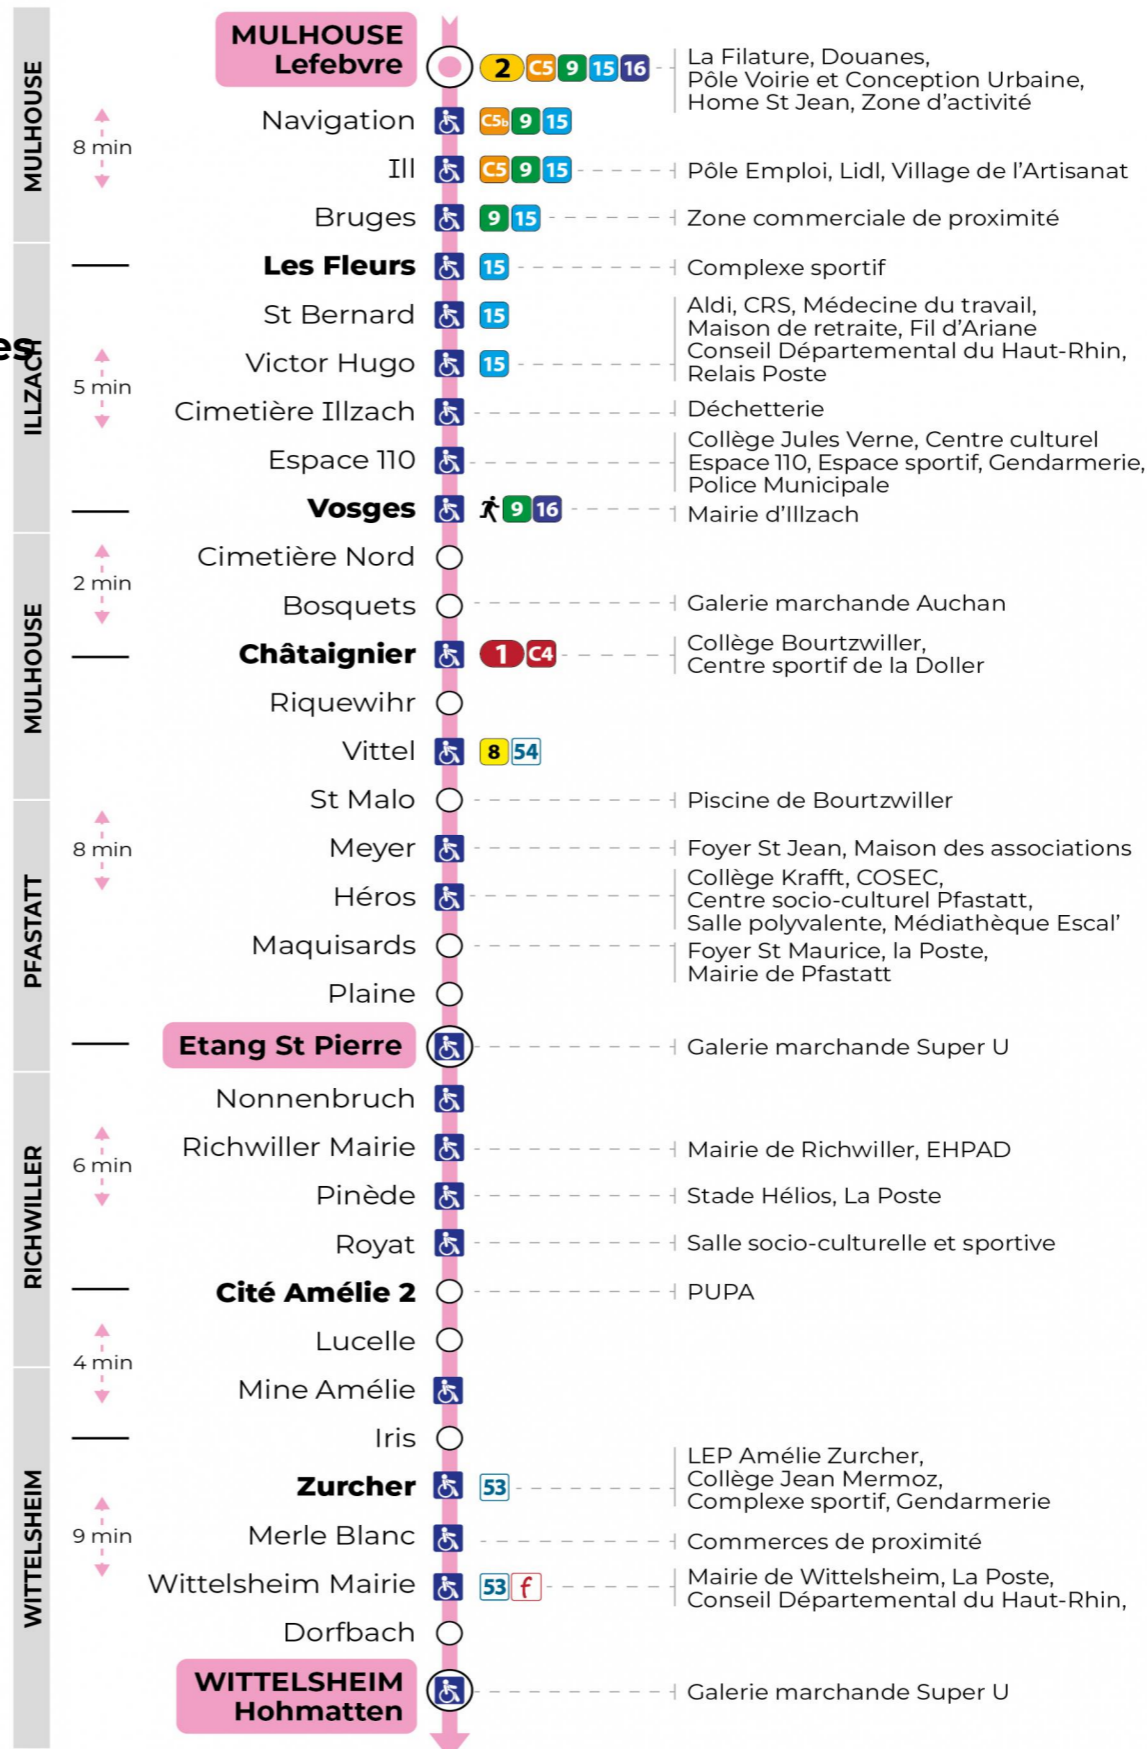 MULHOUSE
Lefebvre
2 C5 9 15 16
La Filature, Douanes,
Pôle Voirie et Conception Urbaine,
Home St Jean, Zone d'activité
MULHOUSE
8 min
Navigation
C5b 9 15
Ill
C5 9 15
Pôle Emploi, Lidl, Village de l'Artisanat
Bruges
9 15
Zone commerciale de proximité
Les Fleurs
15
Complexe sportif
St Bernard
15
Aldi, CRS, Médecine du travail,
Maison de retraite, Fil d'Ariane
es
ILLZACH
5 min
Victor Hugo
15
Conseil Départemental du Haut-Rhin,
Relais Poste
Cimetière Illzach
Déchetterie
Espace 110
Collège Jules Verne, Centre culturel
Espace 110, Espace sportif, Gendarmerie,
Police Municipale
Vosges
9 16
Mairie d'Illzach
Cimetière Nord
2 min
Bosquets
Galerie marchande Auchan
MULHOUSE
Châtaignier
1 C4
Collège Bourtzwiller,
Centre sportif de la Doller
Riquewihr
Vittel
8 54
St Malo
Piscine de Bourtzwiller
8 min
Meyer
Foyer St Jean, Maison des associations
Héros
Collège Krafft, COSEC,
Centre socio-culturel Pfastatt,
Salle polyvalente, Médiathèque Escal'
PFASTATT
Maquisards
Foyer St Maurice, la Poste,
Mairie de Pfastatt
Plaine
Etang St Pierre
Galerie marchande Super U
Nonnenbruch
RICHWILLER
6 min
Richwiller Mairie
Mairie de Richwiller, EHPAD
Pinède
Stade Hélios, La Poste
Royat
Salle socio-culturelle et sportive
Cité Amélie 2
PUPA
Lucelle
4 min
Mine Amélie
Iris
WITTELSHEIM
Zurcher
53
LEP Amélie Zurcher,
Collège Jean Mermoz,
Complexe sportif, Gendarmerie
9 min
Merle Blanc
Commerces de proximité
Wittelsheim Mairie
53 f
Mairie de Wittelsheim, La Poste,
Conseil Départemental du Haut-Rhin,
Dorfbach
WITTELSHEIM
Hohmatten
Galerie marchande Super U